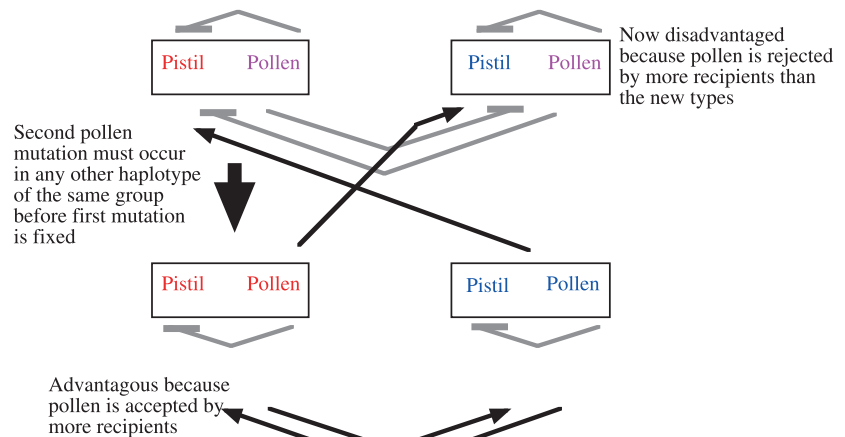 Pistil Pollen
Pistil Pollen
Now disadvantaged
because pollen is rejected
by more recipients than
the new types
Second pollen
mutation must occur
in any other haplotype
of the same group
before first mutation
is fixed
Pistil Pollen
Pistil Pollen
Advantagous because
pollen is accepted by
more recipients